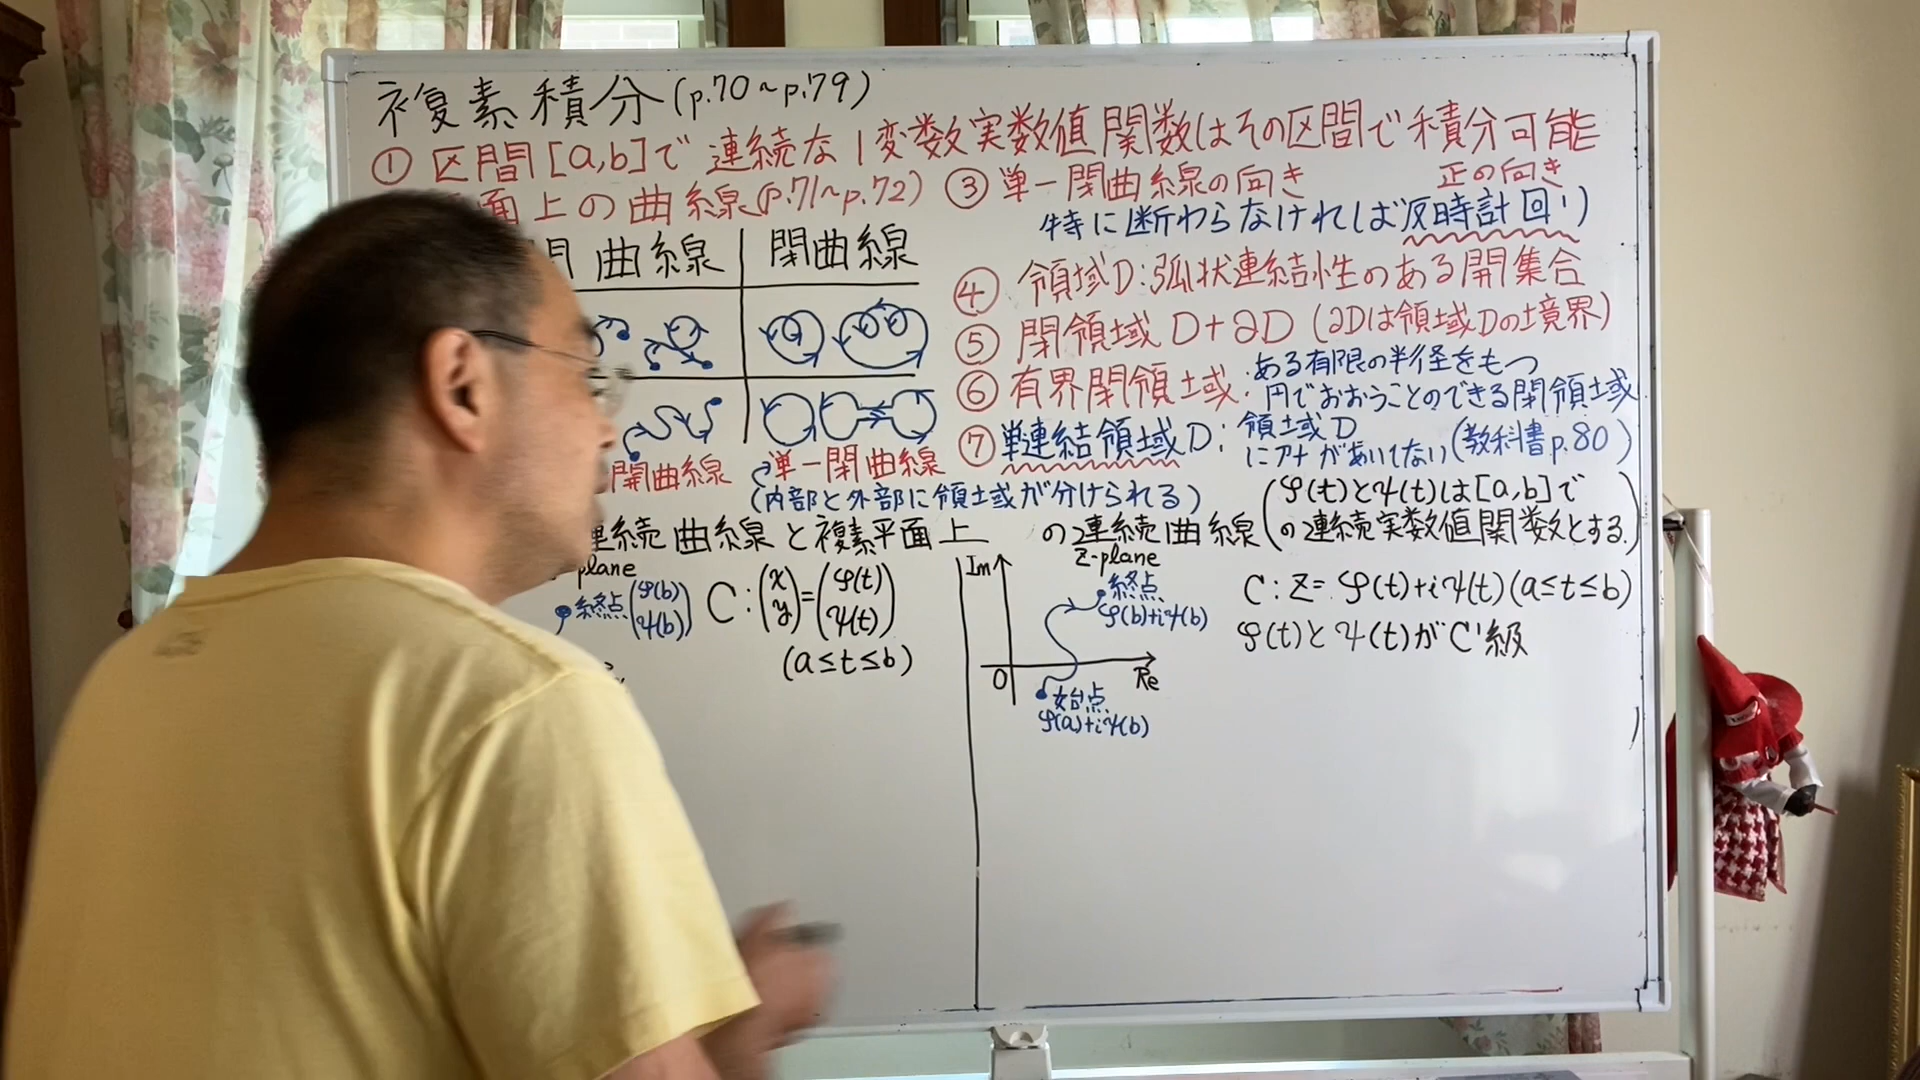 複素積分(p.70～p.79)
① 区間[a,b]で連続な1変数実数値関数はその区間で積分可能
面上の曲線(p.71～p.72)
曲線
閉曲線
開曲線
単一閉曲線
(内部と外部に領域が分けられる)
③ 単一閉曲線の向き
正の向き
特に断わらなければ反時計回り
④ 領域D:弧状連結性のある開集合
⑤ 閉領域 D+∂D (∂Dは領域Dの境界)
⑥ 有界閉領域
・ある有限の半径をもつ
・円でおおうことのできる閉領域
⑦ 単連結領域D:
領域D
にアナがあいてない(教科書p.80)
連続曲線と複素平面上 の連続曲線
(φ(t)とψ(t)は[a,b]で
の連続実数値関数とする.)
plane
終点(φ(b) ψ(b))
C:(x y)=(φ(t) ψ(t))
(a≤t≤b)
Z-plane
Im
終点
φ(b)+iψ(b)
O
Re
始点
φ(a)+iψ(b)
C:Z=φ(t)+iψ(t)(a≤t≤b)
φ(t)とψ(t)がC¹級